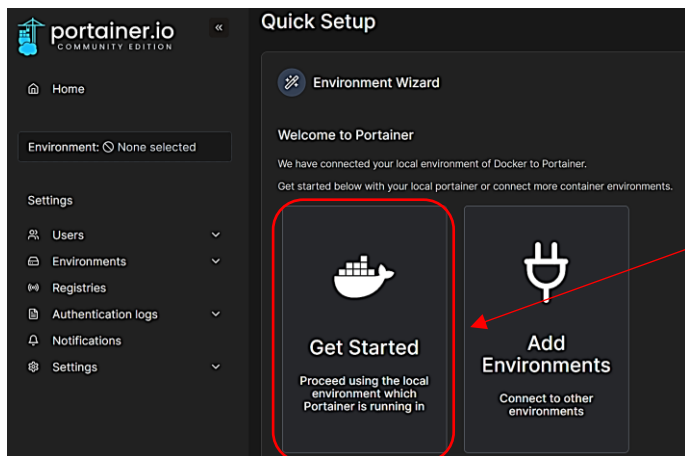 portainer.io
COMMUNITY EDITION
Home
Environment: None selected
Settings
Users
Environments
Registries
Authentication logs
Notifications
Settings
Quick Setup
Environment Wizard
Welcome to Portainer
We have connected your local environment of Docker to Portainer.
Get started below with your local portainer or connect more container environments.
Get Started
Proceed using the local
environment which
Portainer is running in
Add
Environments
Connect to other
environments